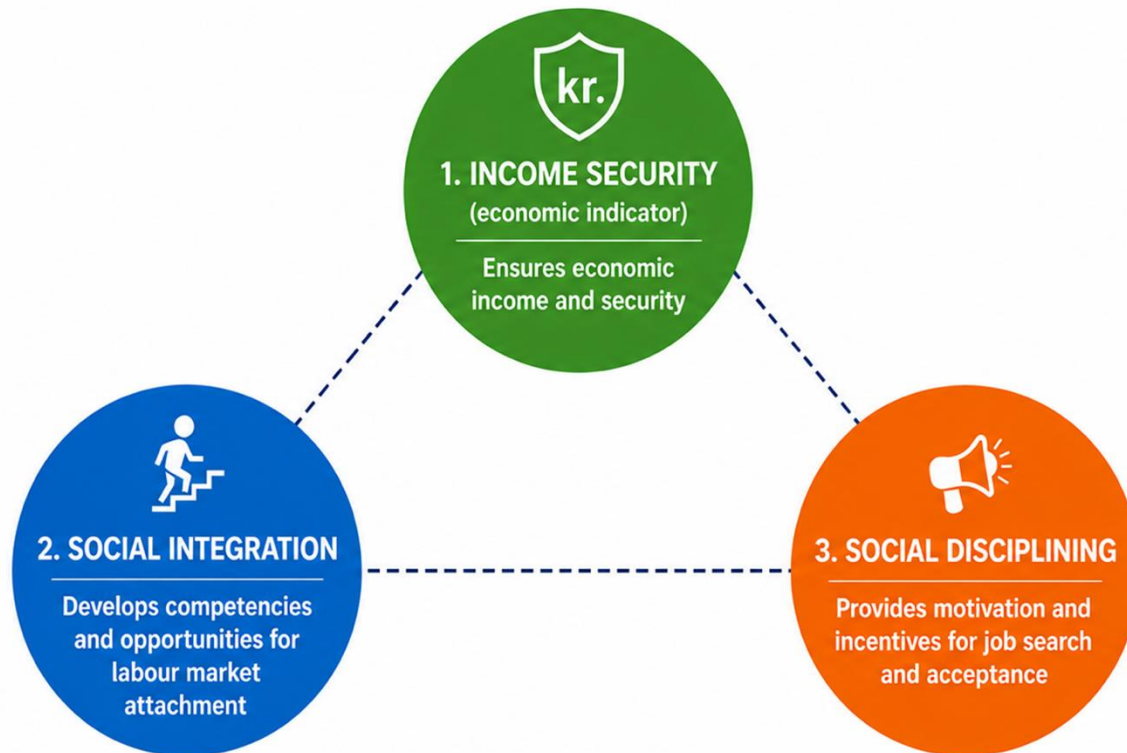 kr.
1. INCOME SECURITY
(economic indicator)
Ensures economic
income and security
2. SOCIAL INTEGRATION
Develops competencies
and opportunities for
labour market
attachment
3. SOCIAL DISCIPLINING
Provides motivation and
incentives for job search
and acceptance